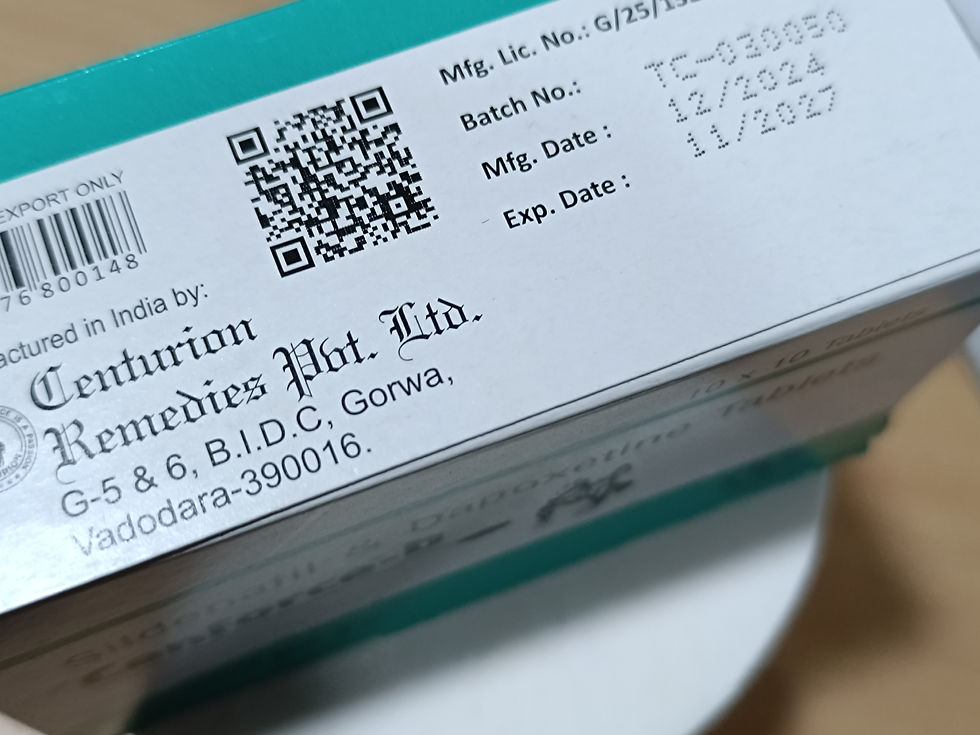 EXPORT ONLY
76800148
actured in India by:
Centurion
Remedies Pvt. Ltd.
G-5 & 6, B.I.D.C, Gorwa,
Vadodara-390016.
Mfg. Lic. No.: G/25/
Batch No.: TC-030050
Mfg. Date : 12/2024
Exp. Date : 11/2027
10 x 10 Tablets
Sildenafil & Dapoxetine Tablets